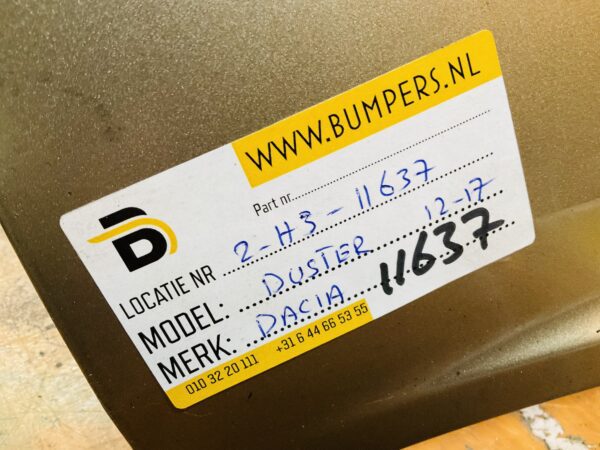 WWW.BUMPERS.NL
Part nr.
LOCATIE NR 2-H3-11637
MODEL: DUSTER 12-17
MERK: DACIA 11637
010 32 20 111 +31 6 44 66 53 55